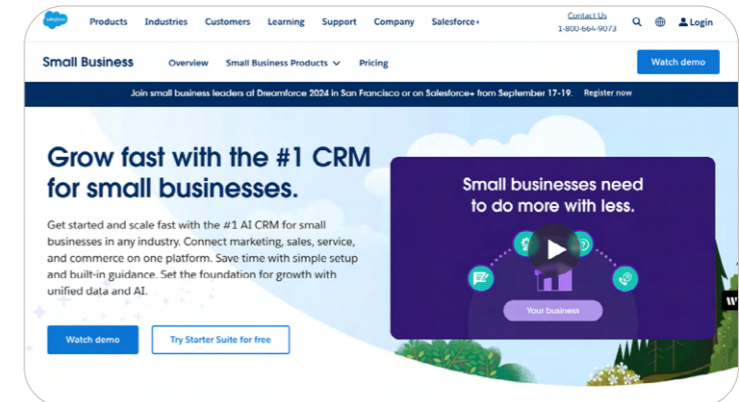 salesforce
Products Industries Customers Learning Support Company Salesforce+
Contact Us
1-800-664-9073
Login
Small Business Overview Small Business Products Pricing Watch demo
Join small business leaders at Dreamforce 2024 in San Francisco or on Salesforce+ from September 17-19. Register now
Grow fast with the #1 CRM
for small businesses.
Get started and scale fast with the #1 AI CRM for small
businesses in any industry. Connect marketing, sales, service,
and commerce on one platform. Save time with simple setup
and built-in guidance. Set the foundation for growth with
unified data and AI.
Watch demo Try Starter Suite for free
Small businesses need
to do more with less.
Your business
W